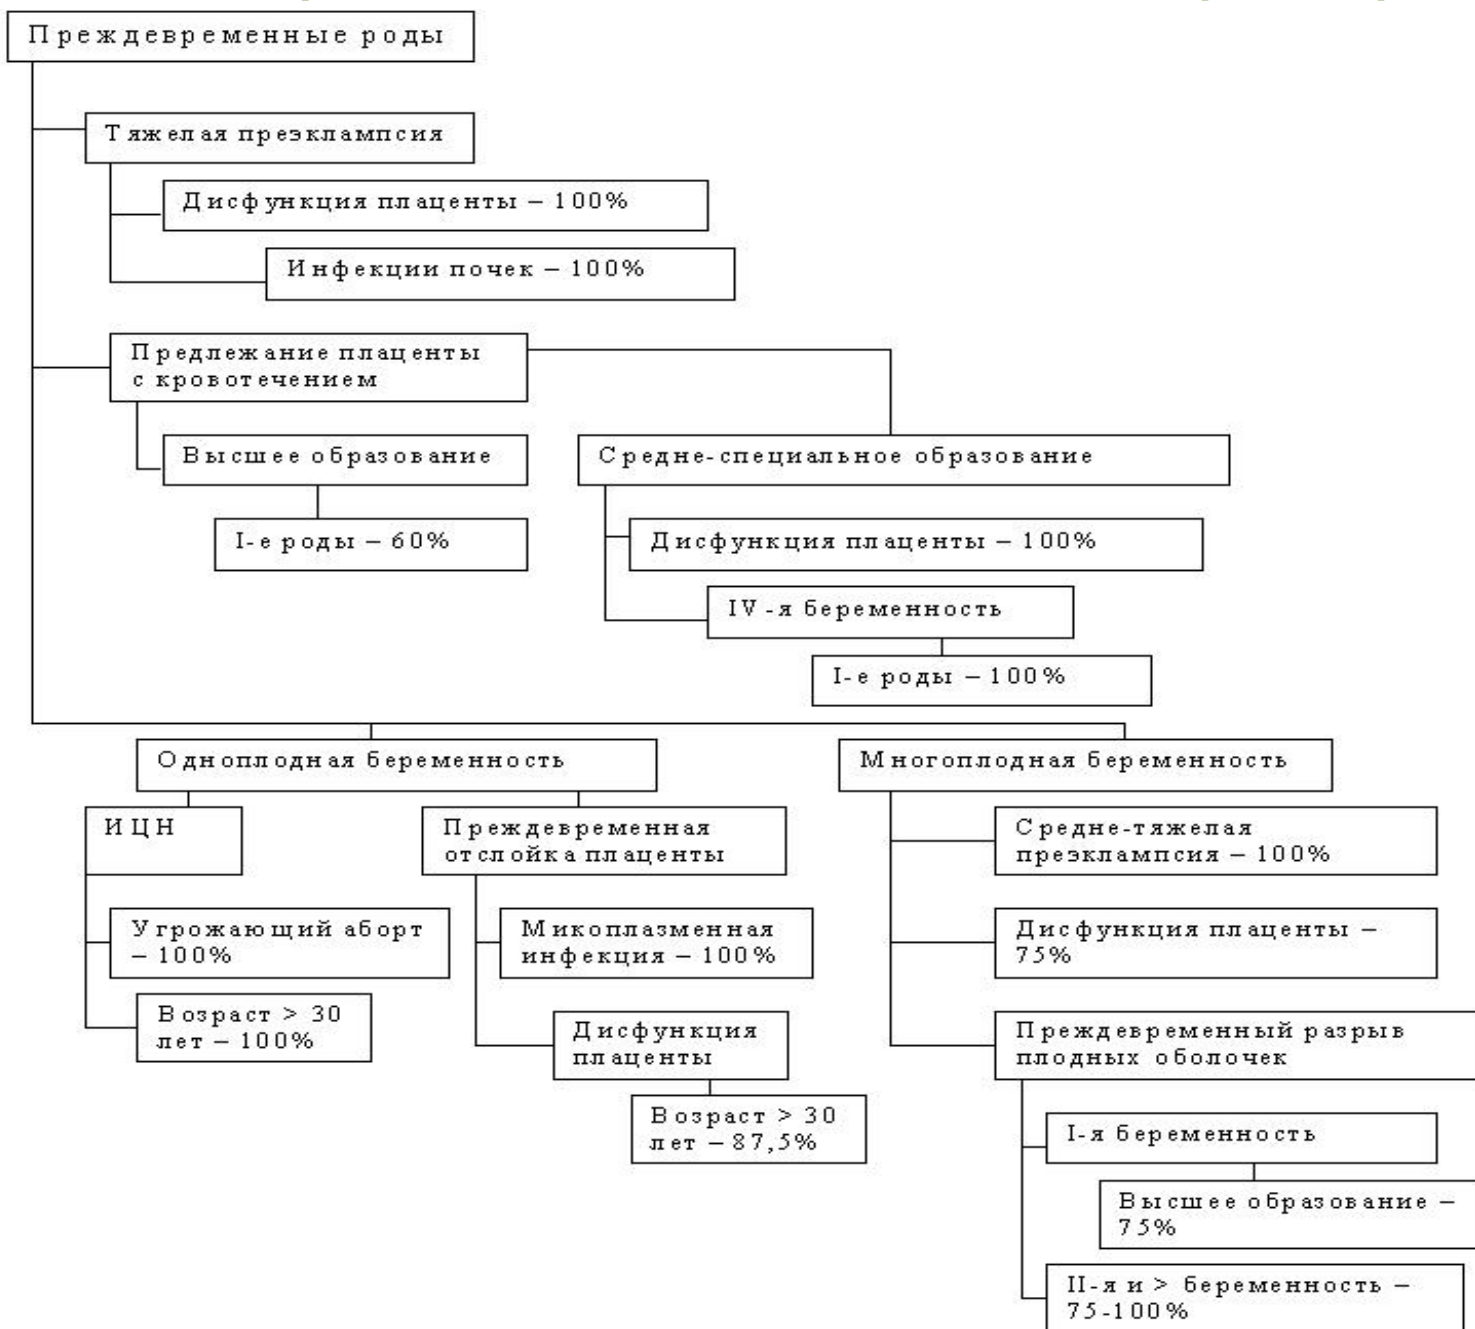 Преждевременные роды
Тяжелая преэклампсия
Дисфункция плаценты – 100%
Инфекции почек – 100%
Предлежание плаценты
с кровотечением
Высшее образование
I-е роды – 60%
Средне-специальное образование
Дисфункция плаценты – 100%
IV-я беременность
I-е роды – 100%
Одноплодная беременность
ИЦН
Угрожающий аборт
– 100%
Возраст > 30
лет – 100%
Преждевременная
отслойка плаценты
Микоплазменная
инфекция – 100%
Дисфункция
плаценты
Возраст > 30
лет – 87,5%
Многоплодная беременность
Средне-тяжелая
преэклампсия – 100%
Дисфункция плаценты –
75%
Преждевременный разрыв
плодных оболочек
I-я беременность
Высшее образование –
75%
II-я и > беременность –
75-100%